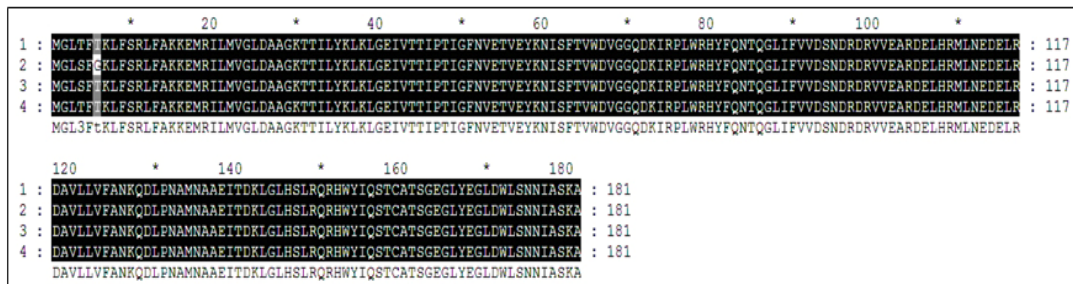 * 20 * 40 * 60 * 80 * 100 *
1 : MGLTFTKLFSRLFAKKEMRILMVGLDAAGKTTILYKLKLGEIVTTIPTIGFNVETVEYKNISFTVWDVGGQDKIRPLWRHYFQNTQGLIFVVDSNDRDRVVEARDELHRMLNEDELR : 117
2 : MGLSFGKLFSRLFAKKEMRILMVGLDAAGKTTILYKLKLGEIVTTIPTIGFNVETVEYKNISFTVWDVGGQDKIRPLWRHYFQNTQGLIFVVDSNDRDRVVEARDELHRMLNEDELR : 117
3 : MGLSFTKLFSRLFAKKEMRILMVGLDAAGKTTILYKLKLGEIVTTIPTIGFNVETVEYKNISFTVWDVGGQDKIRPLWRHYFQNTQGLIFVVDSNDRDRVVEARDELHRMLNEDELR : 117
4 : MGLTFTKLFSRLFAKKEMRILMVGLDAAGKTTILYKLKLGEIVTTIPTIGFNVETVEYKNISFTVWDVGGQDKIRPLWRHYFQNTQGLIFVVDSNDRDRVVEARDELHRMLNEDELR : 117
MGL3FtKLFSRLFAKKEMRILMVGLDAAGKTTILYKLKLGEIVTTIPTIGFNVETVEYKNISFTVWDVGGQDKIRPLWRHYFQNTQGLIFVVDSNDRDRVVEARDELHRMLNEDELR
120 * 140 * 160 * 180
1 : DAVLLVFANKQDLPNAMNAAEITDKLGLHSLRQRHWYIQSTCATSGEGLYEGLDWLSNNIASKA : 181
2 : DAVLLVFANKQDLPNAMNAAEITDKLGLHSLRQRHWYIQSTCATSGEGLYEGLDWLSNNIASKA : 181
3 : DAVLLVFANKQDLPNAMNAAEITDKLGLHSLRQRHWYIQSTCATSGEGLYEGLDWLSNNIASKA : 181
4 : DAVLLVFANKQDLPNAMNAAEITDKLGLHSLRQRHWYIQSTCATSGEGLYEGLDWLSNNIASKA : 181
DAVLLVFANKQDLPNAMNAAEITDKLGLHSLRQRHWYIQSTCATSGEGLYEGLDWLSNNIASKA